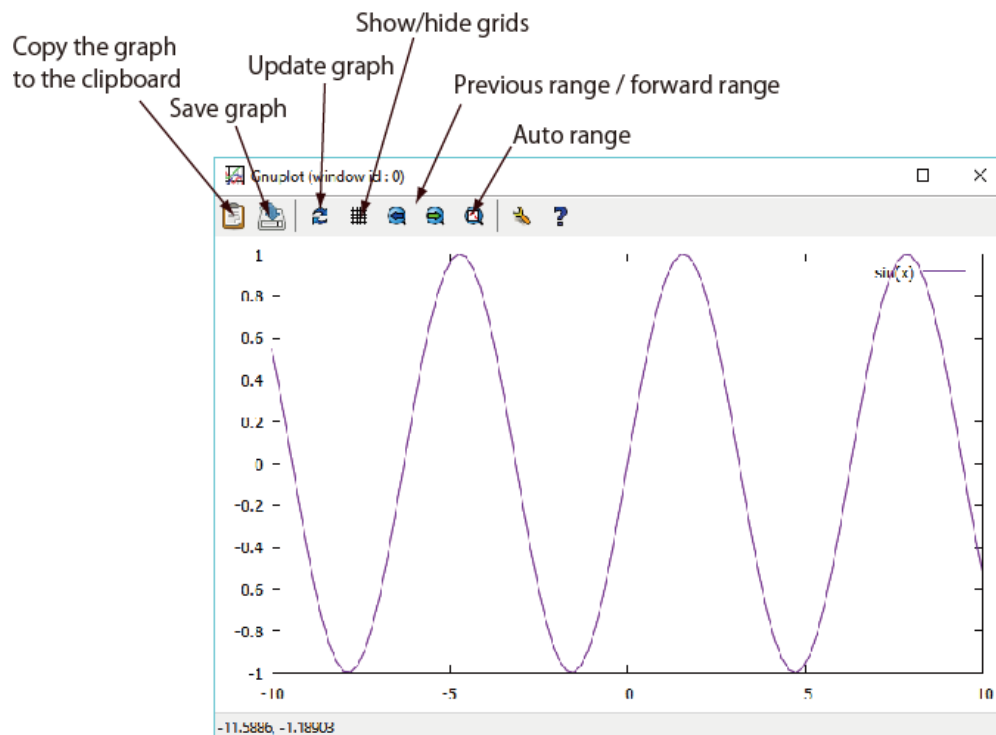 Show/hide grids
Copy the graph
to the clipboard
Update graph
Previous range / forward range
Save graph
Auto range
Gnuplot (window id : 0)
?
1
sin(x)
0.8
0.6
0.4
0.2
0
-0.2
-0.4
0.6
-0.8
-1
-10 -5 0 5 10
-11.5886, -1.18903